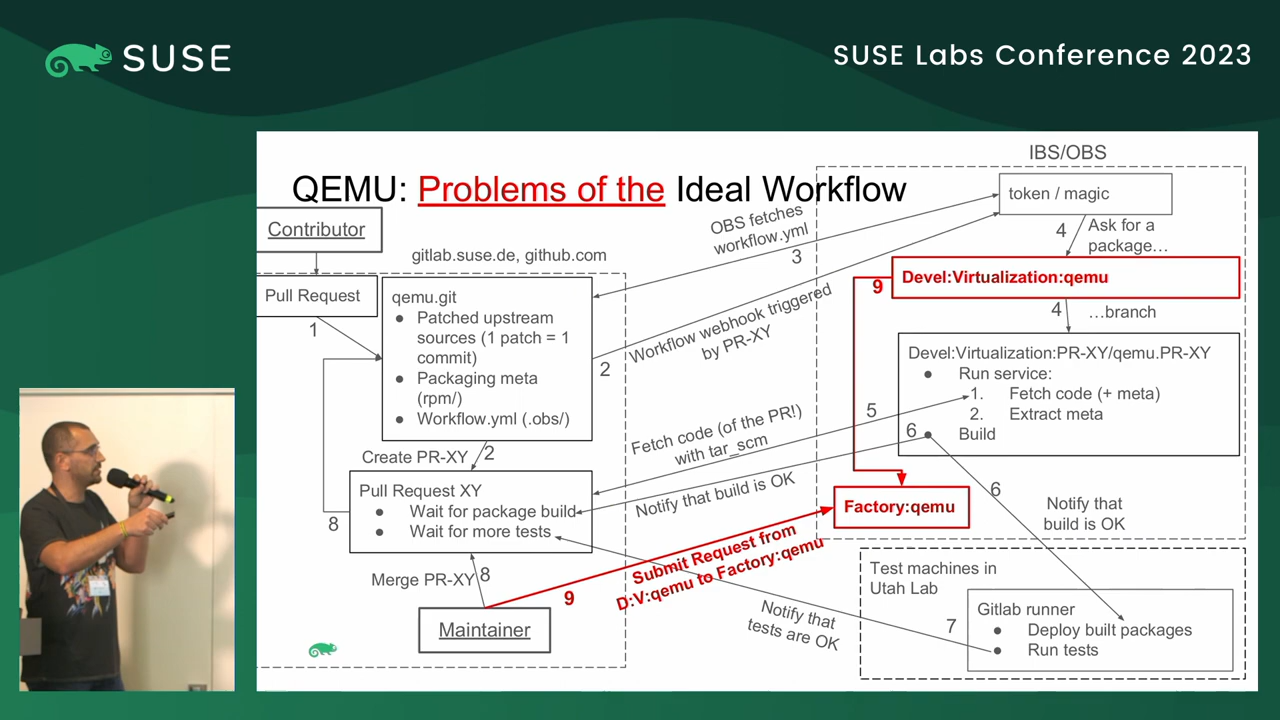 SUSE
SUSE Labs Conference 2023
QEMU: Problems of the Ideal Workflow
IBS/OBS
token / magic
Contributor
gitlab.suse.de, github.com
OBS fetches
workflow.yml
3
4
Ask for a
package…
Pull Request
1
qemu.git
● Patched upstream
sources (1 patch = 1
commit)
● Packaging meta
(rpm/)
● Workflow.yml (.obs/)
2
Workflow webhook triggered
by PR-XY
9
Devel:Virtualization:qemu
4
…branch
Devel:Virtualization:PR-XY/qemu.PR-XY
● Run service:
1. Fetch code (+ meta)
2. Extract meta
● Build
5
6
Fetch code (of the PR!)
with tar_scm
Create PR-XY
2
Pull Request XY
● Wait for package build
● Wait for more tests
Notify that build is OK
8
Factory:qemu
6
Notify that
build is OK
Merge PR-XY
8
9
Submit Request from
D:V:qemu to Factory:qemu
Maintainer
Notify that
tests are OK
7
Test machines in
Utah Lab
Gitlab runner
● Deploy built packages
● Run tests